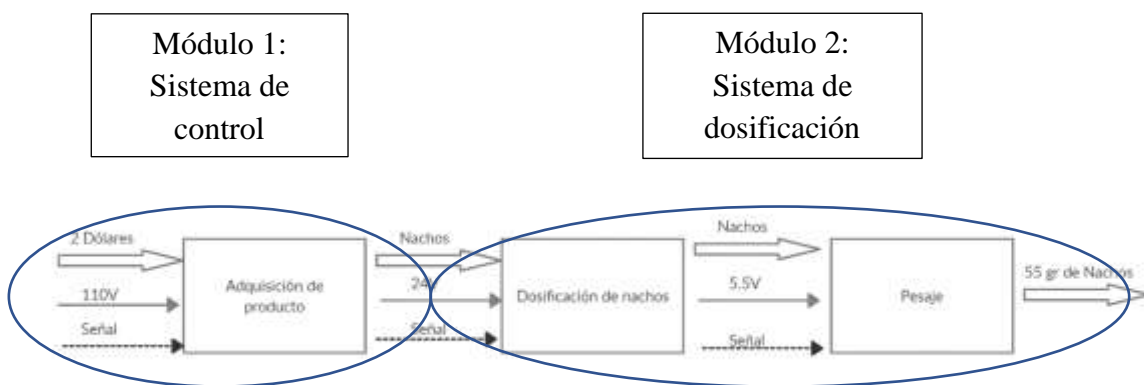 Módulo 1:
Sistema de
control
Módulo 2:
Sistema de
dosificación
2 Dólares
110V
Señal
Adquisición de
producto
Nachos
24V
Señal
Dosificación de nachos
Nachos
5.5V
Señal
Pesaje
55 gr de Nachos